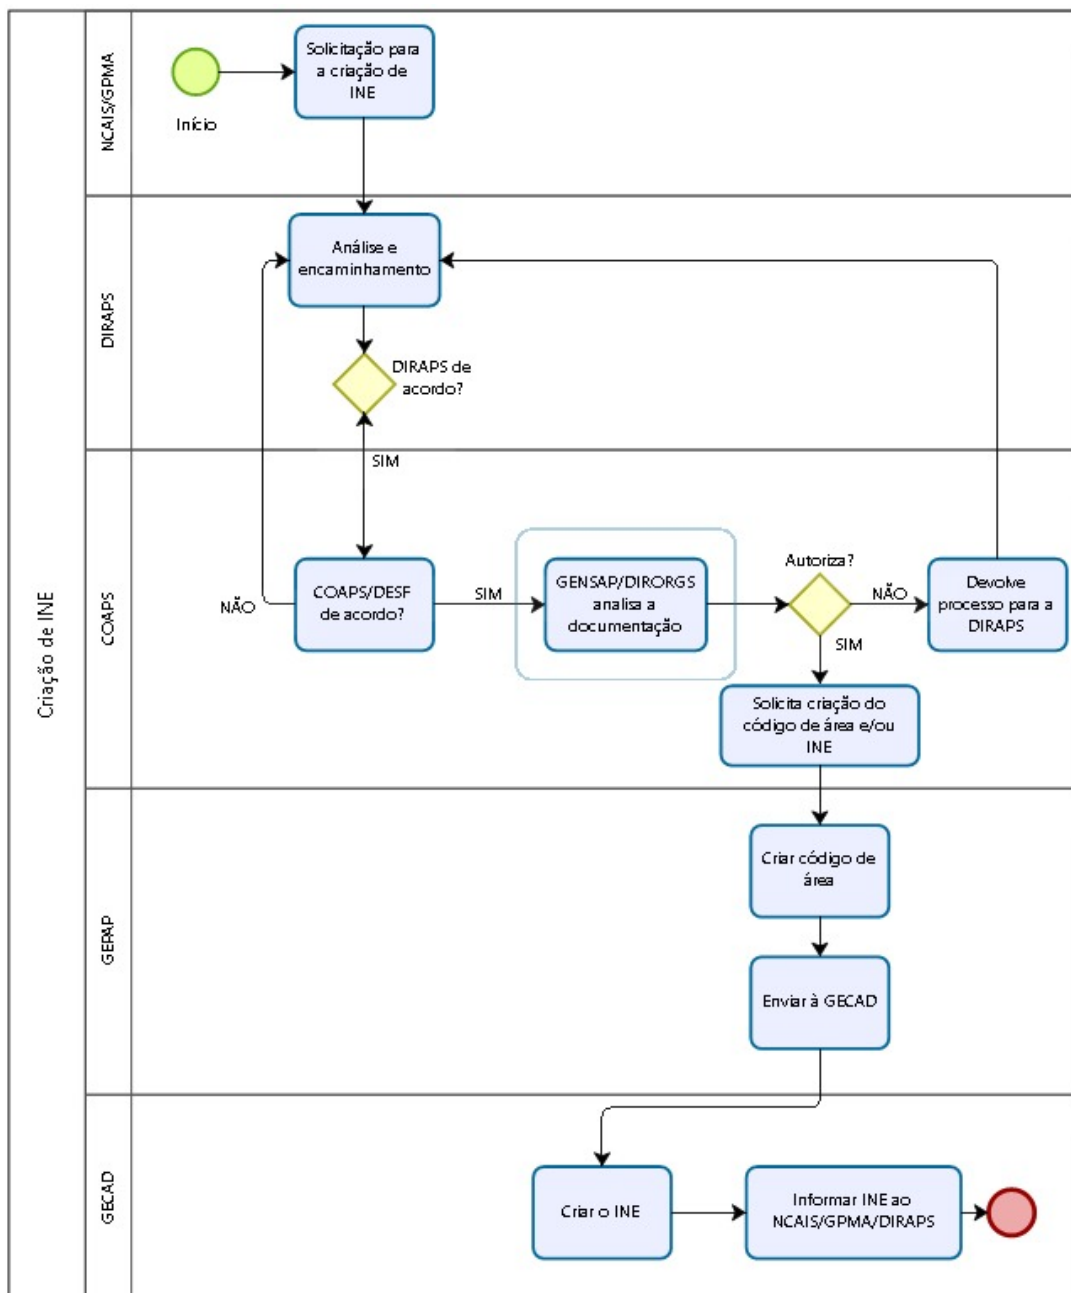 Criação de INE
NCAIS/GPMA
Início
Solicitação para
a criação de
INE
DIRAPS
Análise e
encaminhamento
DIRAPS de
acordo?
SIM
COAPS
NÃO
COAPS/DESF
de acordo?
SIM
GENSAP/DIRORGS
analisa a
documentação
Autoriza?
NÃO
Devolve
processo para a
DIRAPS
SIM
Solicita criação do
código de área e/ou
INE
GEPAP
Criar código de
área
Enviar à GECAD
GECAD
Criar o INE
Informar INE ao
NCAIS/GPMA/DIRAPS